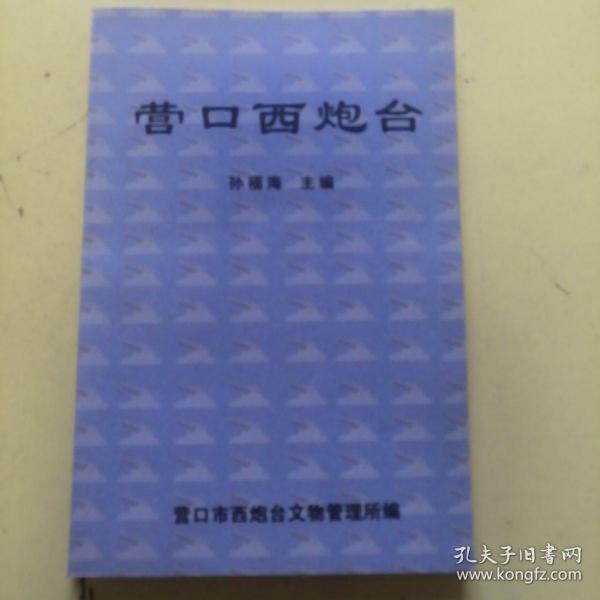 营口西炮台
孙福海 主编
营口市西炮台文物管理所编
孔夫子旧書网
www.kongfz.com